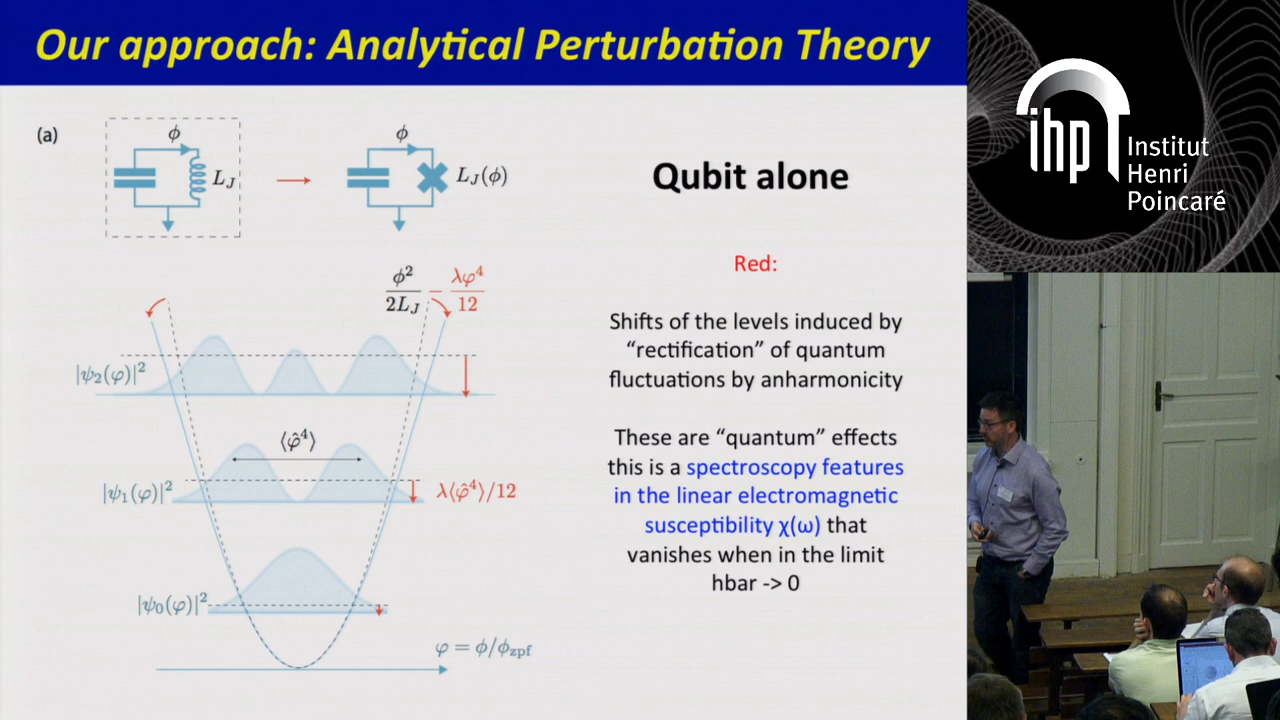 Our approach: Analytical Perturbation Theory
(a)
ϕ
L_J
ϕ
L_J(ϕ)
ϕ²/2L_J − λφ⁴/12
|ψ₂(φ)|²
⟨φ̂⁴⟩
|ψ₁(φ)|²
λ⟨φ̂⁴⟩/12
|ψ₀(φ)|²
φ = ϕ/ϕ_zpf
Qubit alone
Red:
Shifts of the levels induced by
“rectification” of quantum
fluctuations by anharmonicity
These are “quantum” effects
this is a spectroscopy features
in the linear electromagnetic
susceptibility χ(ω) that
vanishes when in the limit
hbar -> 0
ihp
Institut
Henri
Poincaré